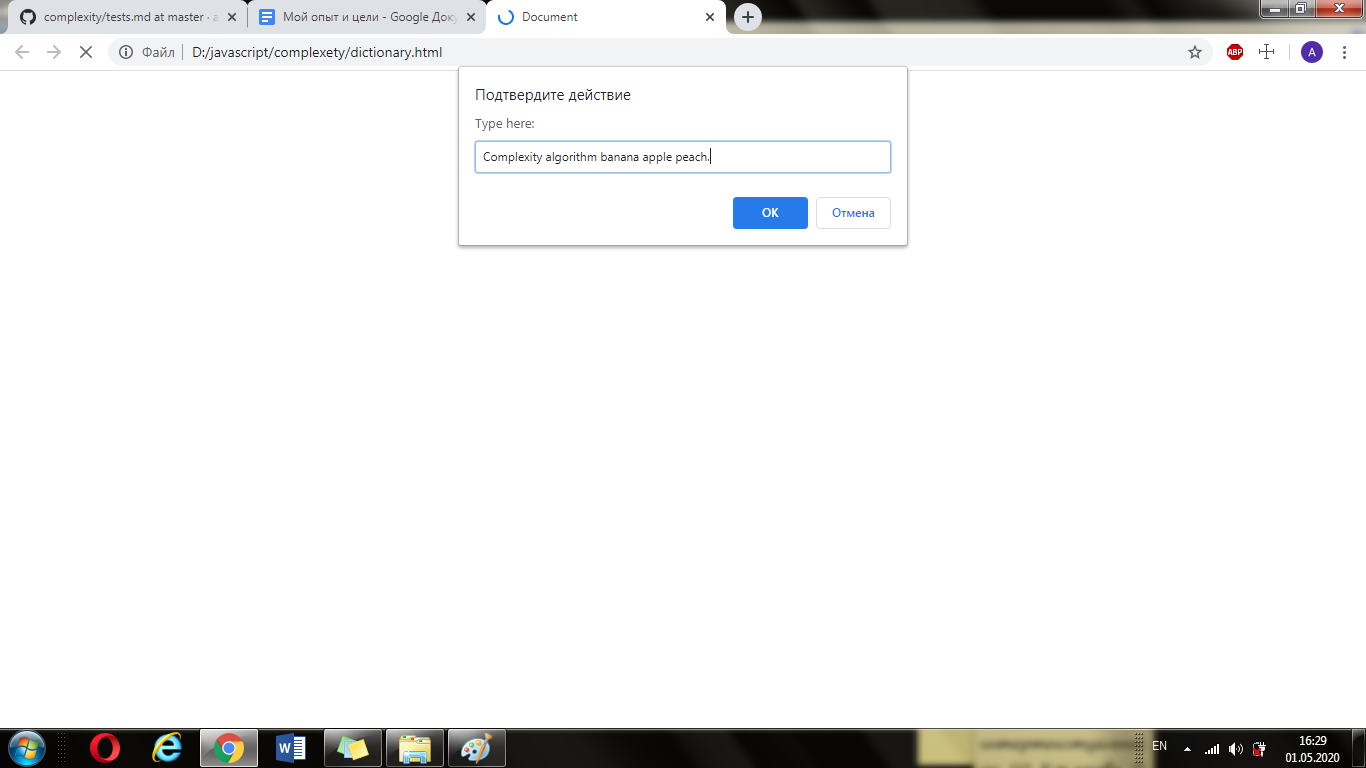 complexity/tests.md at master · a
Мой опыт и цели - Google Доку
Document
Файл
D:/javascript/complexety/dictionary.html
ABP
A
Подтвердите действие
Type here:
Complexity algorithm banana apple peach.
OK
Отмена
W
EN
16:29
01.05.2020